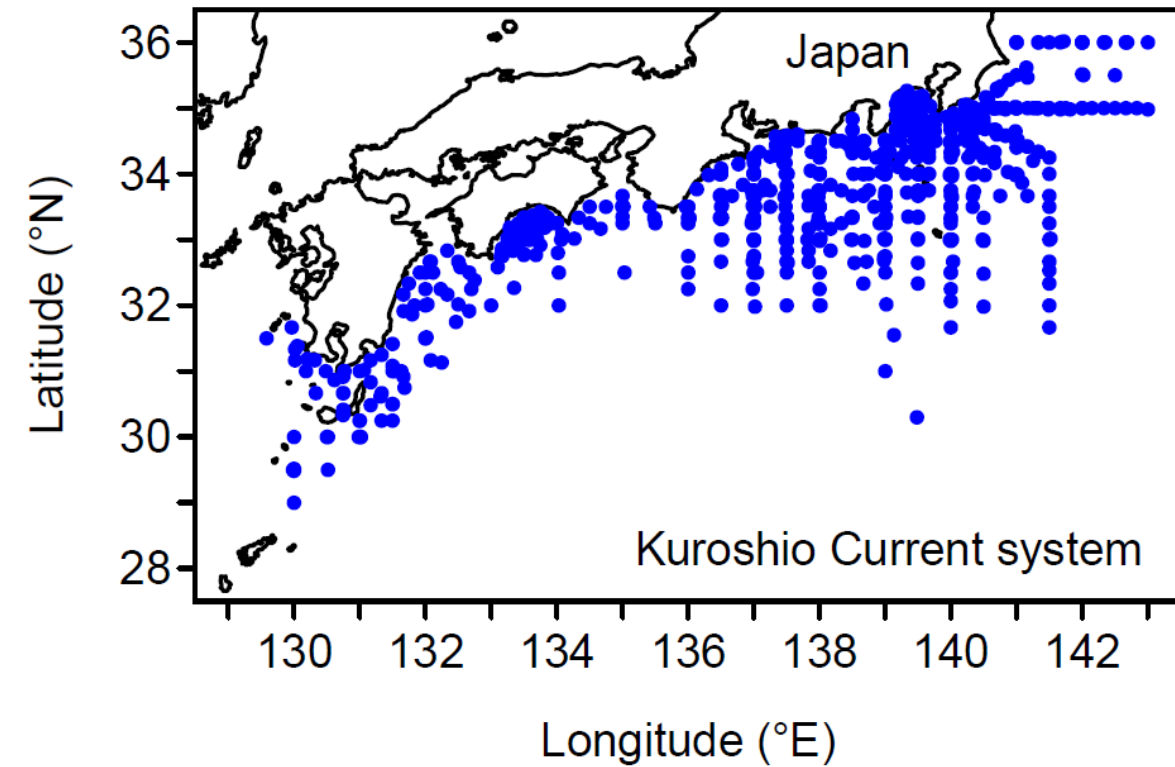 Japan
36
34
32
30
28
Latitude (°N)
Kuroshio Current system
130 132 134 136 138 140 142
Longitude (°E)